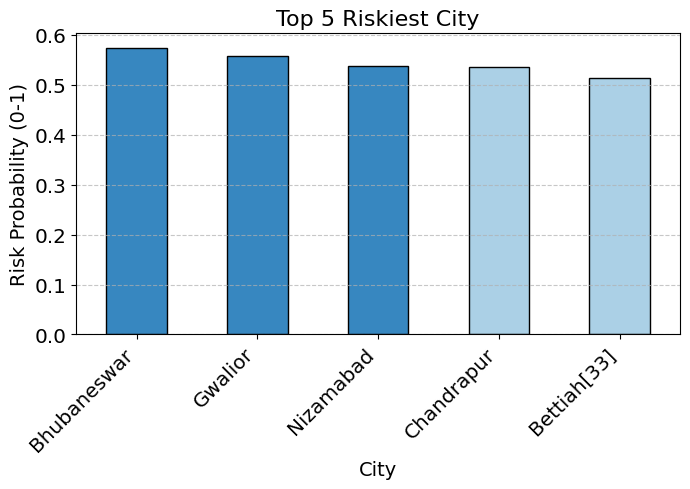 Top 5 Riskiest City
Risk Probability (0-1)
0.6
0.5
0.4
0.3
0.2
0.1
0.0
Bhubaneswar
Gwalior
Nizamabad
Chandrapur
Bettiah[33]
City